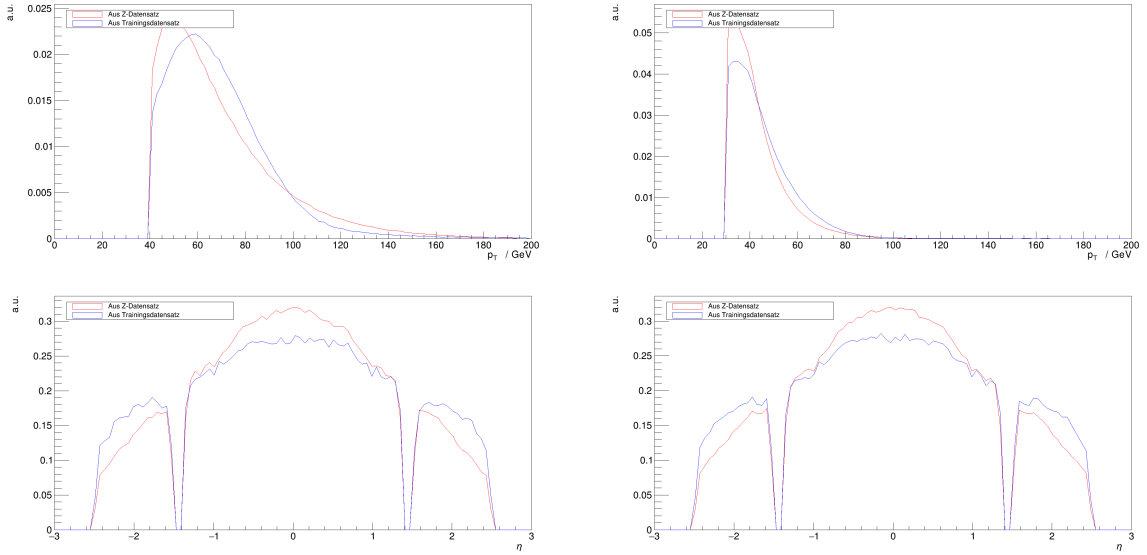 a.u.
Aus Z-Datensatz
Aus Trainingsdatensatz
0.025
0.02
0.015
0.01
0.005
0
0 20 40 60 80 100 120 140 160 180 200
p_T / GeV
a.u.
Aus Z-Datensatz
Aus Trainingsdatensatz
0.05
0.04
0.03
0.02
0.01
0
0 20 40 60 80 100 120 140 160 180 200
p_T / GeV
a.u.
Aus Z-Datensatz
Aus Trainingsdatensatz
0.3
0.25
0.2
0.15
0.1
0.05
0
−3 −2 −1 0 1 2 3
η
a.u.
Aus Z-Datensatz
Aus Trainingsdatensatz
0.3
0.25
0.2
0.15
0.1
0.05
0
−3 −2 −1 0 1 2 3
η